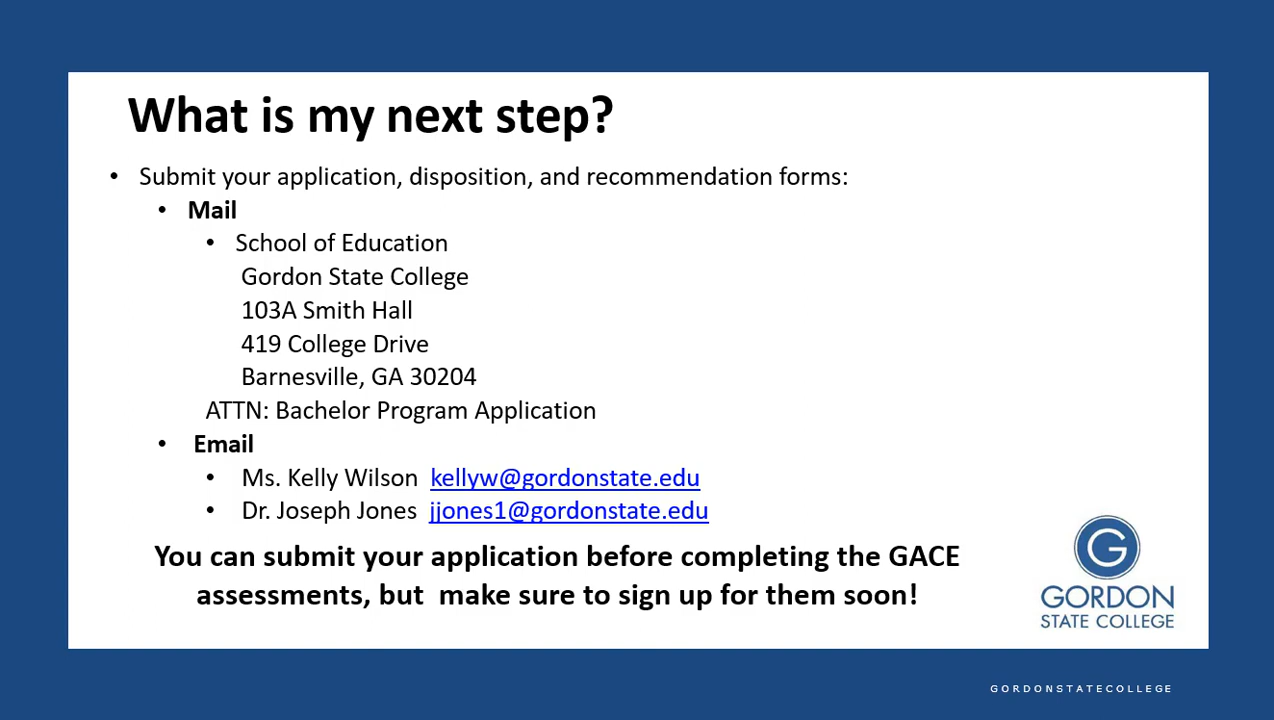 What is my next step?
• Submit your application, disposition, and recommendation forms:
• Mail
• School of Education
Gordon State College
103A Smith Hall
419 College Drive
Barnesville, GA 30204
ATTN: Bachelor Program Application
• Email
• Ms. Kelly Wilson  kellyw@gordonstate.edu
• Dr. Joseph Jones  jjones1@gordonstate.edu
You can submit your application before completing the GACE
assessments, but  make sure to sign up for them soon!
G
GORDON
STATE COLLEGE
GORDONSTATECOLLEGE